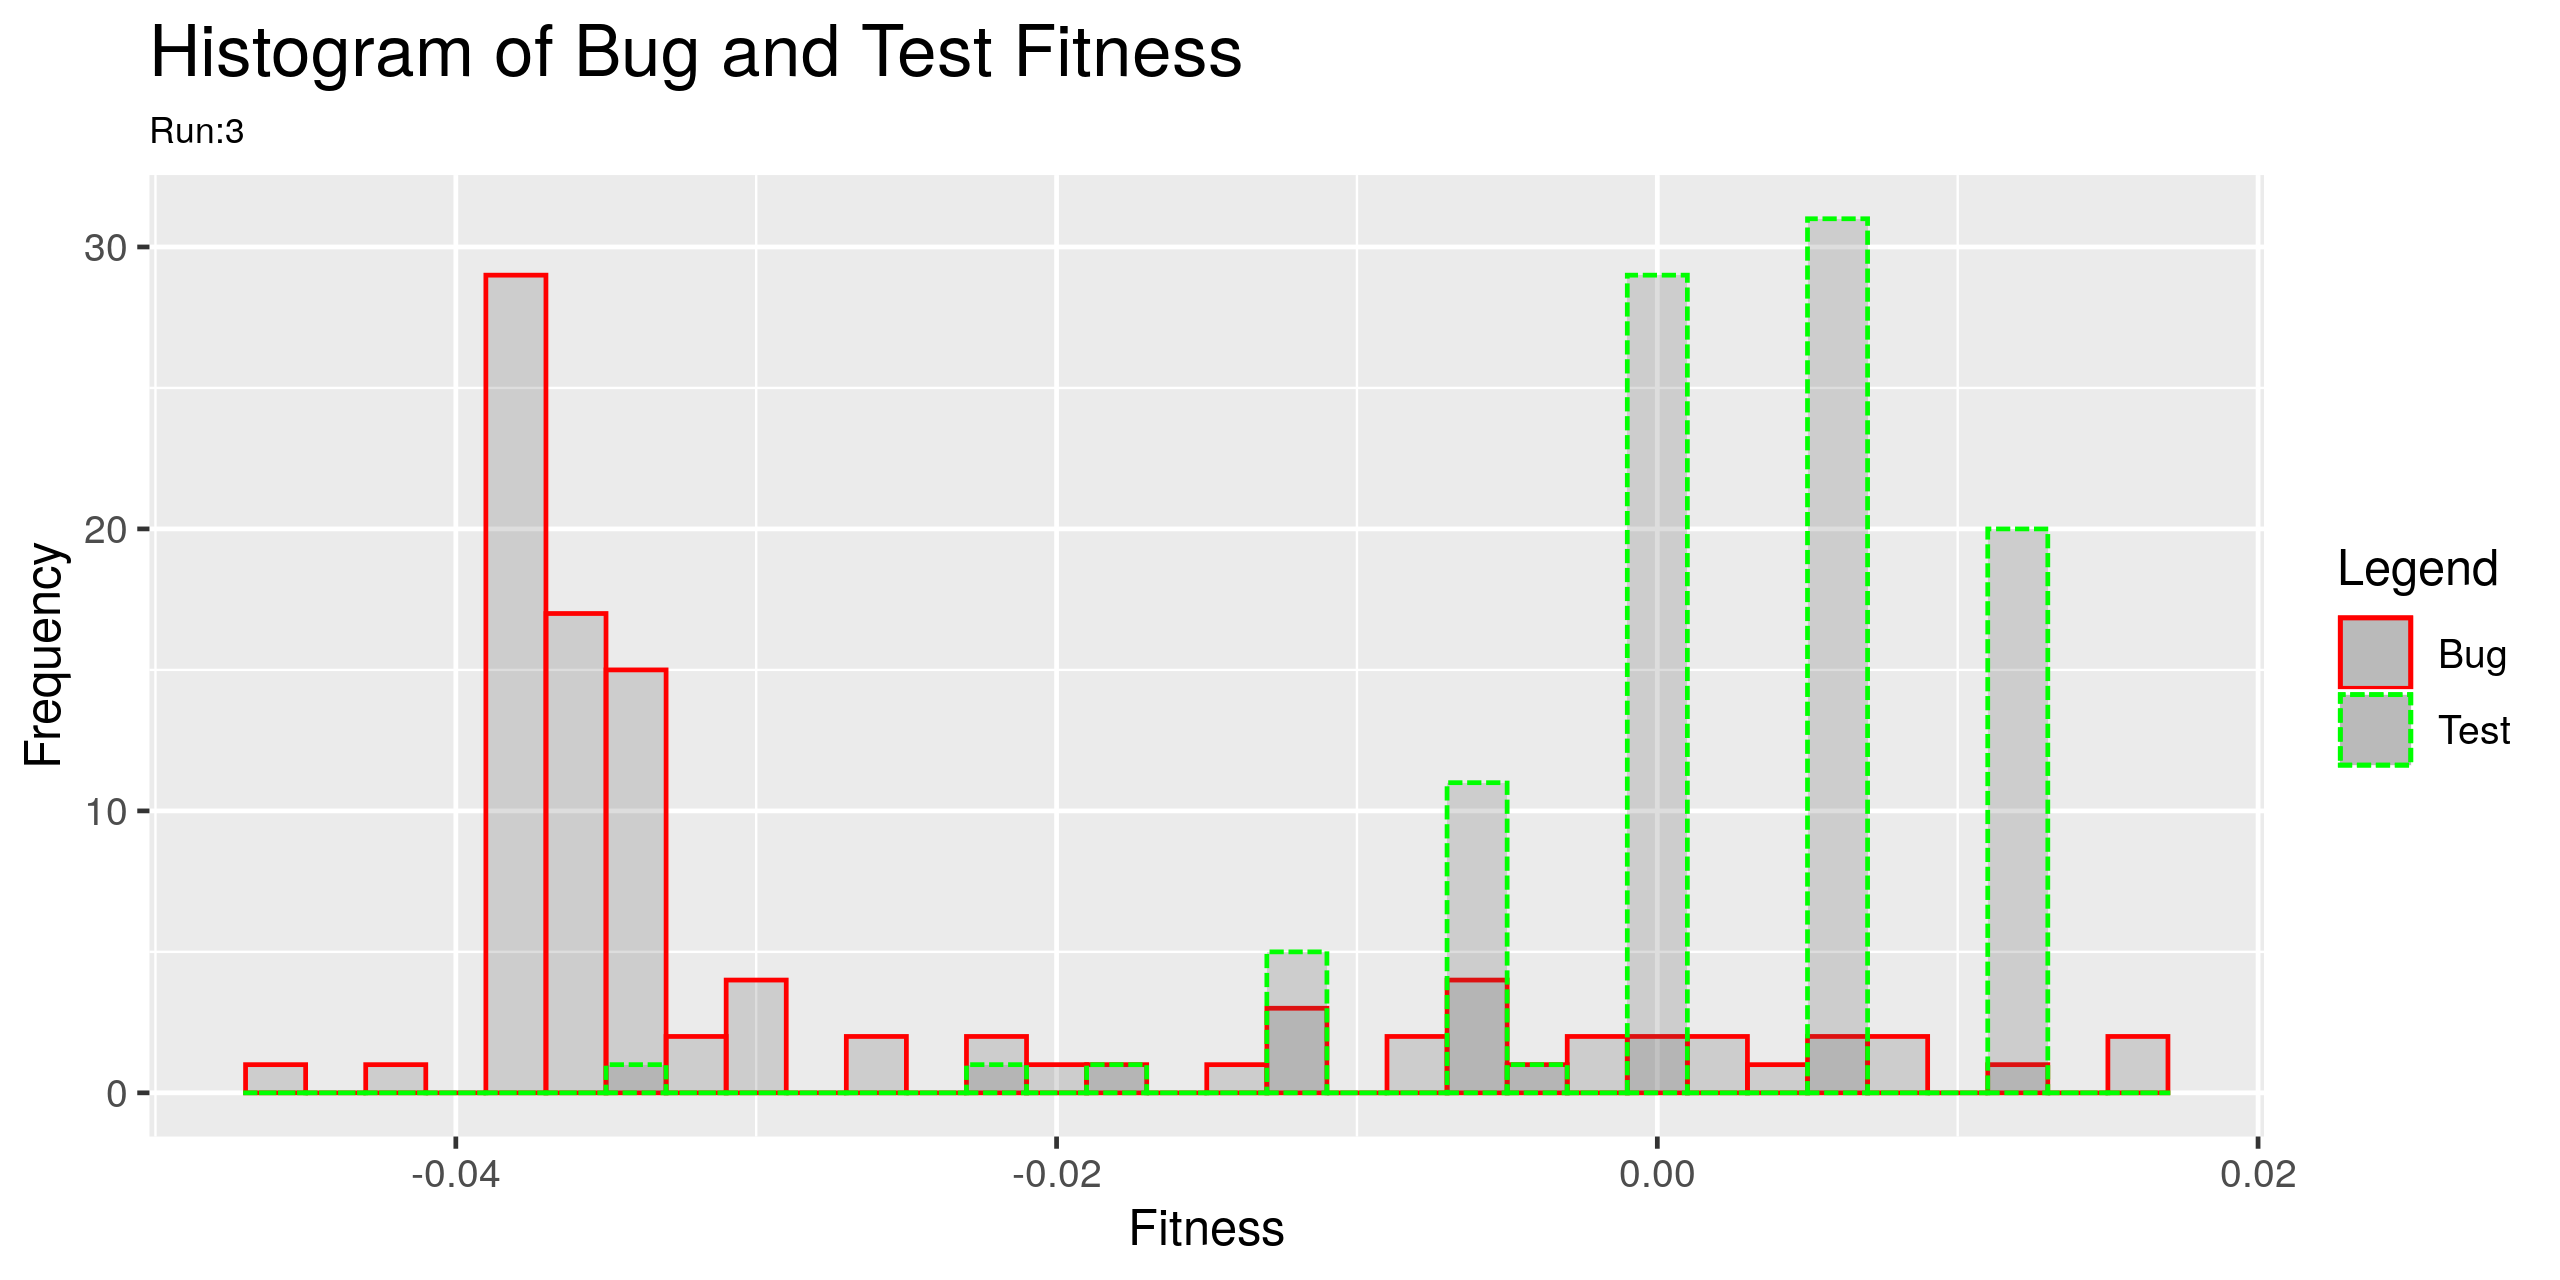 Histogram of Bug and Test Fitness
Run:3
Frequency
30
20
10
0
-0.04
-0.02
0.00
0.02
Fitness
Legend
Bug
Test